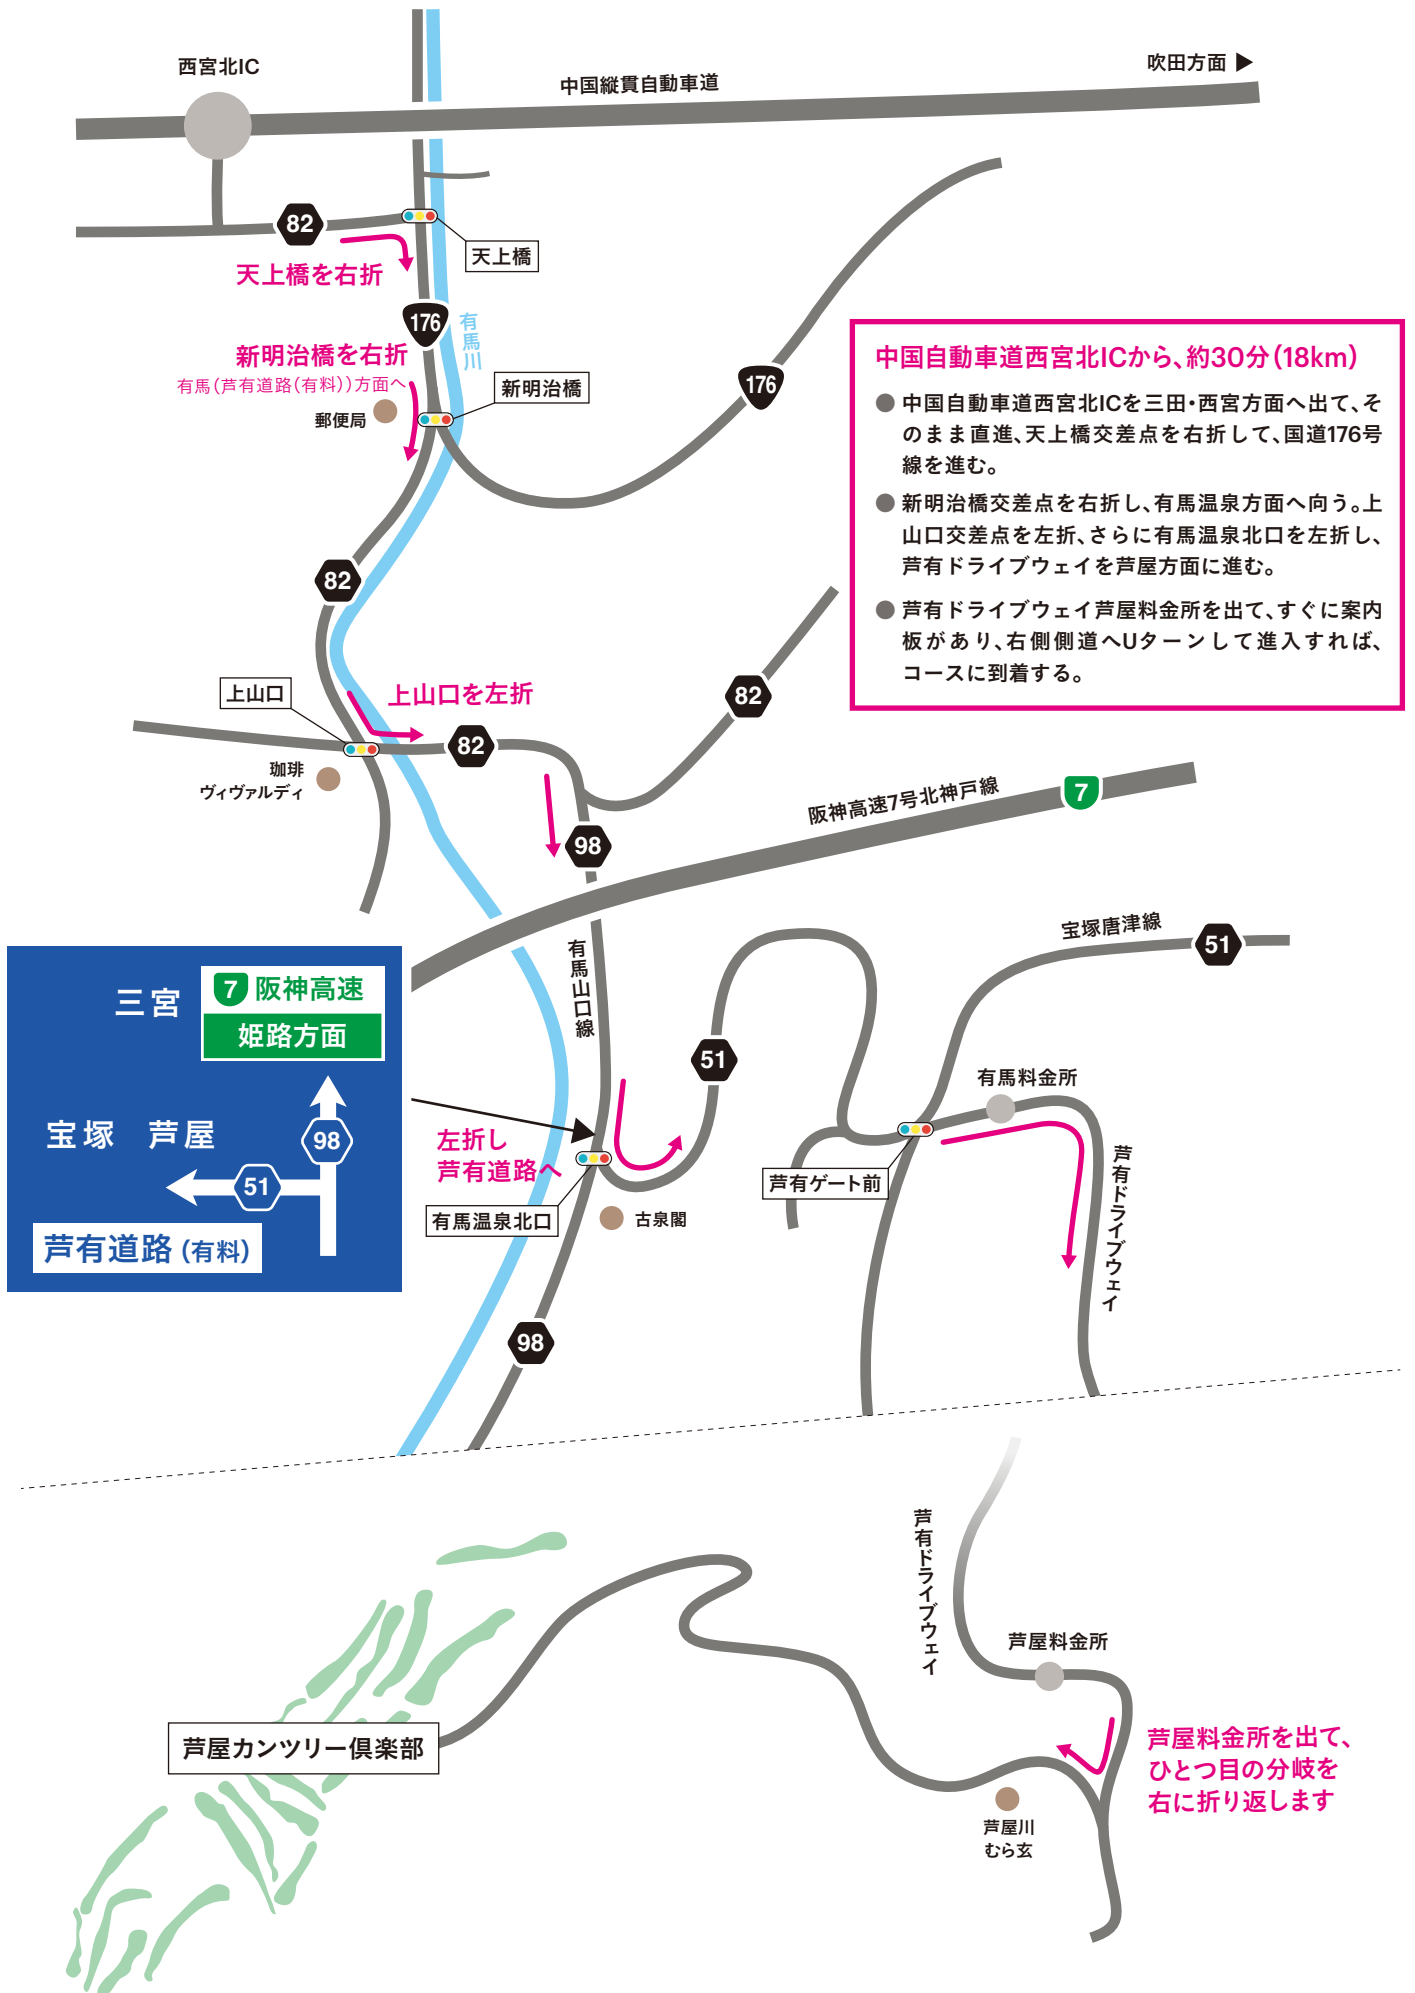 西宮北IC
中国縦貫自動車道
吹田方面 ▶
82
天上橋
天上橋を右折
176
有馬川
新明治橋を右折
有馬(芦有道路(有料))方面へ
新明治橋
郵便局
176
中国自動車道西宮北ICから、約30分(18km)
● 中国自動車道西宮北ICを三田・西宮方面へ出て、そ
のまま直進、天上橋交差点を右折して、国道176号
線を進む。
● 新明治橋交差点を右折し、有馬温泉方面へ向う。上
山口交差点を左折、さらに有馬温泉北口を左折し、
芦有ドライブウェイを芦屋方面に進む。
● 芦有ドライブウェイ芦屋料金所を出て、すぐに案内
板があり、右側側道へUターンして進入すれば、
コースに到着する。
82
上山口
上山口を左折
82
82
珈琲
ヴィヴァルディ
98
阪神高速7号北神戸線
7
宝塚唐津線
51
有馬山口線
三宮
7 阪神高速
姫路方面
宝塚 芦屋
98
51
芦有道路(有料)
51
左折し
芦有道路へ
有馬温泉北口
古泉閣
98
有馬料金所
芦有ゲート前
芦有ドライブウェイ
芦有ドライブウェイ
芦屋料金所
芦屋カンツリー倶楽部
芦屋料金所を出て、
ひとつ目の分岐を
右に折り返します
芦屋川
むら玄